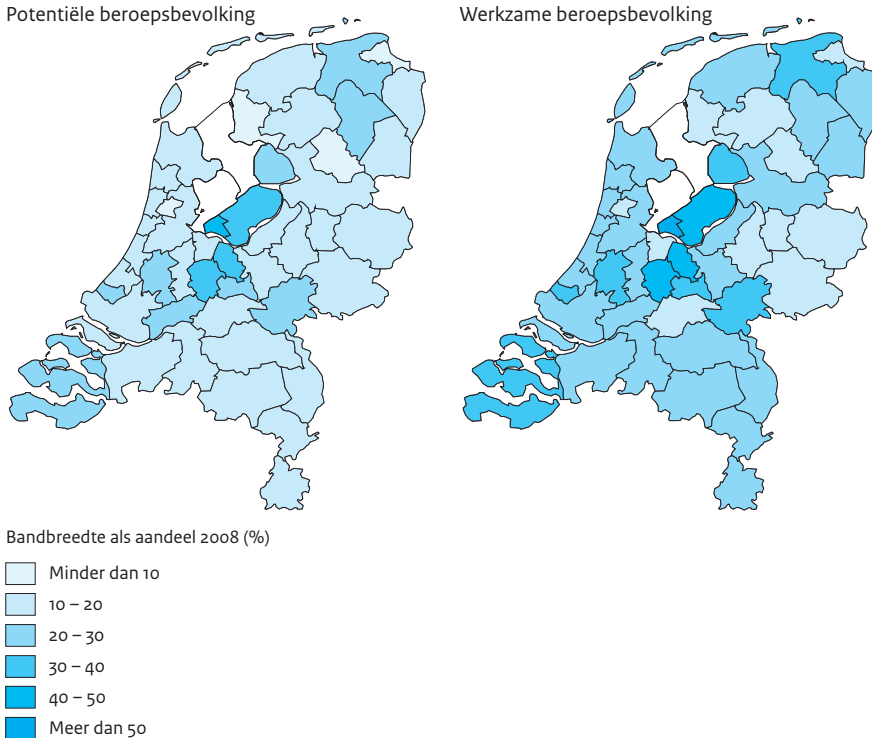 Potentiële beroepsbevolking
Werkzame beroepsbevolking
Bandbreedte als aandeel 2008 (%)
Minder dan 10
10 – 20
20 – 30
30 – 40
40 – 50
Meer dan 50